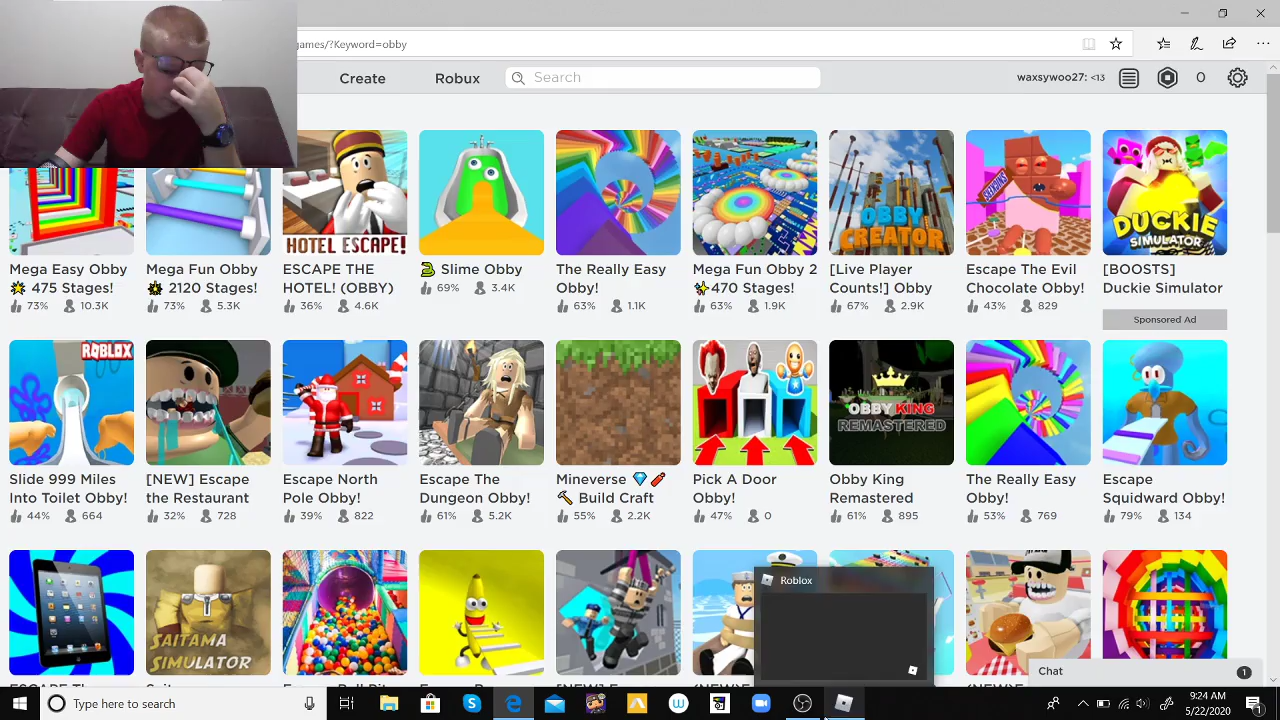 games/?Keyword=obby
Create Robux Search waxsywoo27: <13 0
HOTEL ESCAPE!
OBBY CREATOR
DUCKIE SIMULATOR
Mega Easy Obby 475 Stages!
73% 10.3K
Mega Fun Obby 2120 Stages!
73% 5.3K
ESCAPE THE HOTEL! (OBBY)
36% 4.6K
Slime Obby
69% 3.4K
The Really Easy Obby!
63% 1.1K
Mega Fun Obby 2 470 Stages!
63% 1.9K
[Live Player Counts!] Obby
67% 2.9K
Escape The Evil Chocolate Obby!
43% 829
[BOOSTS] Duckie Simulator
Sponsored Ad
ROBLOX
OBBY KING REMASTERED
Slide 999 Miles Into Toilet Obby!
44% 664
[NEW] Escape the Restaurant
32% 728
Escape North Pole Obby!
39% 822
Escape The Dungeon Obby!
61% 5.2K
Mineverse Build Craft
55% 2.2K
Pick A Door Obby!
47% 0
Obby King Remastered
61% 895
The Really Easy Obby!
53% 769
Escape Squidward Obby!
79% 134
SAITAMA SIMULATOR
Roblox
Chat 1
Type here to search
9:24 AM
5/22/2020
1